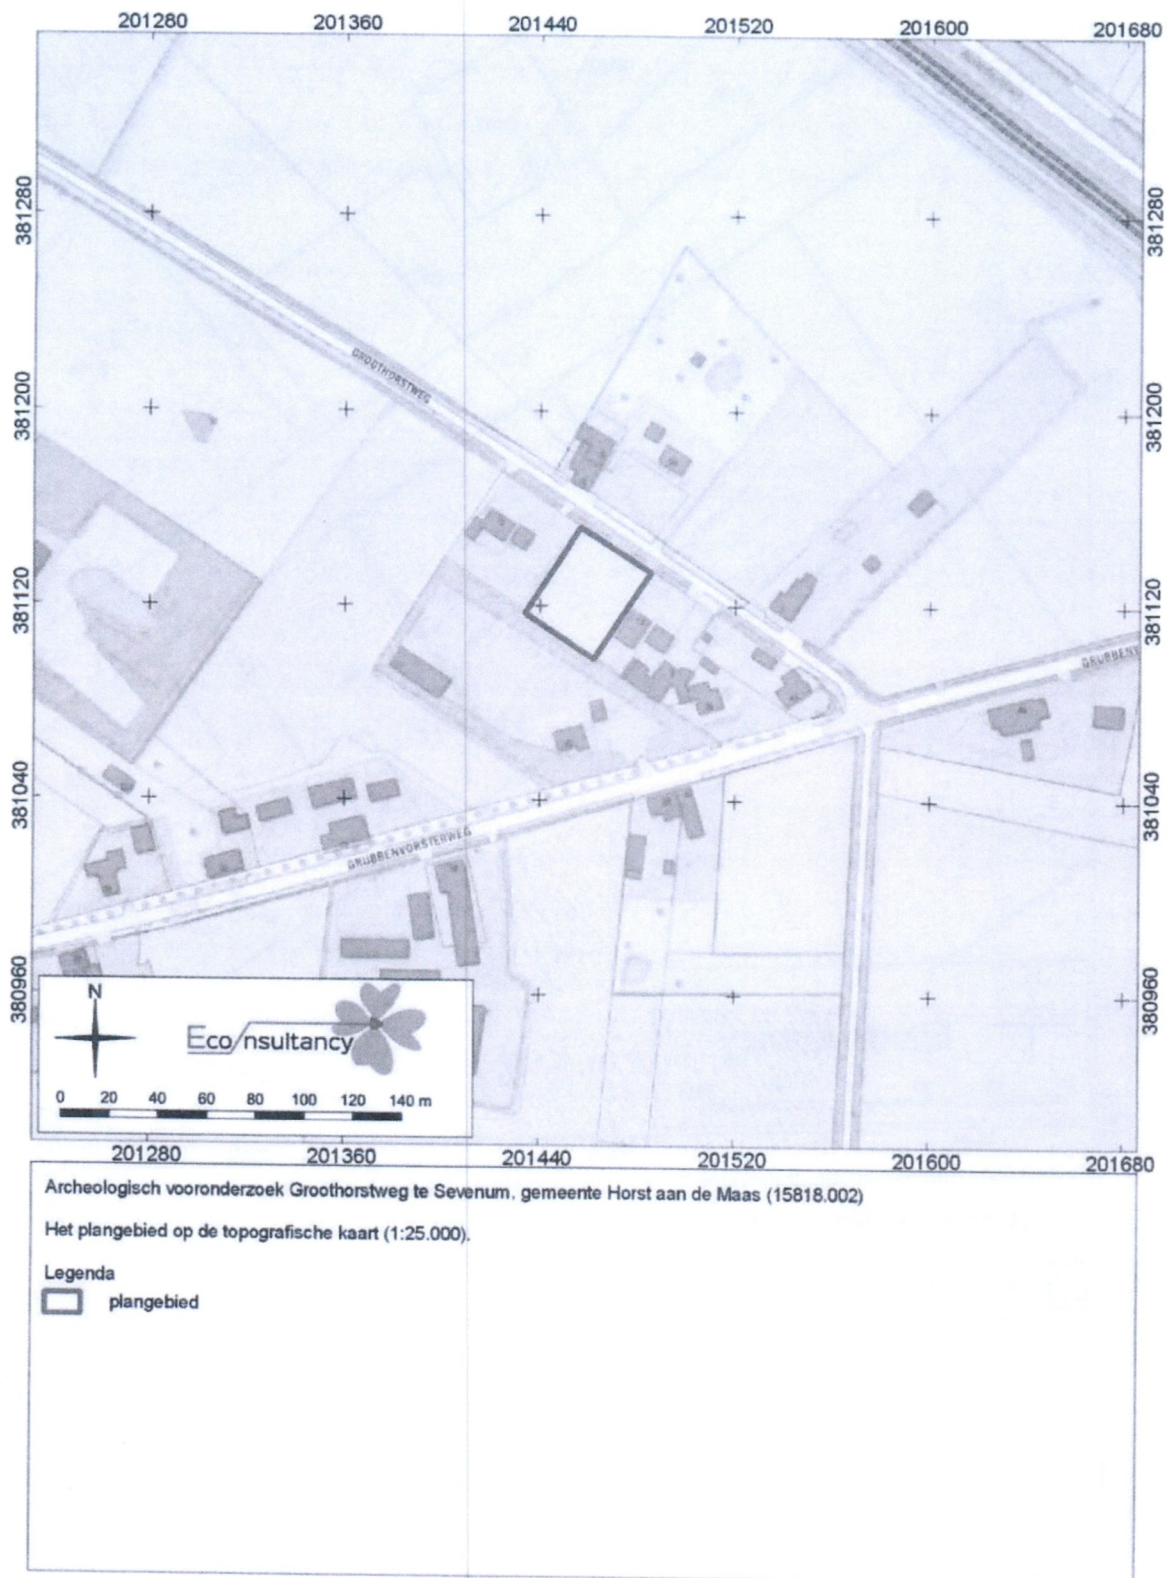 201280 201360 201440 201520 201600 201680
381280 381280
GROOTHORSTWEG
381200 381200
381120 381120
GRUBBENV
381040 381040
GRUBBENVORSTERWEG
380960 380960
N
Eco/nsultancy
0 20 40 60 80 100 120 140 m
201280 201360 201440 201520 201600 201680
Archeologisch vooronderzoek Groothorstweg te Sevenum, gemeente Horst aan de Maas (15818.002)
Het plangebied op de topografische kaart (1:25.000).
Legenda
plangebied